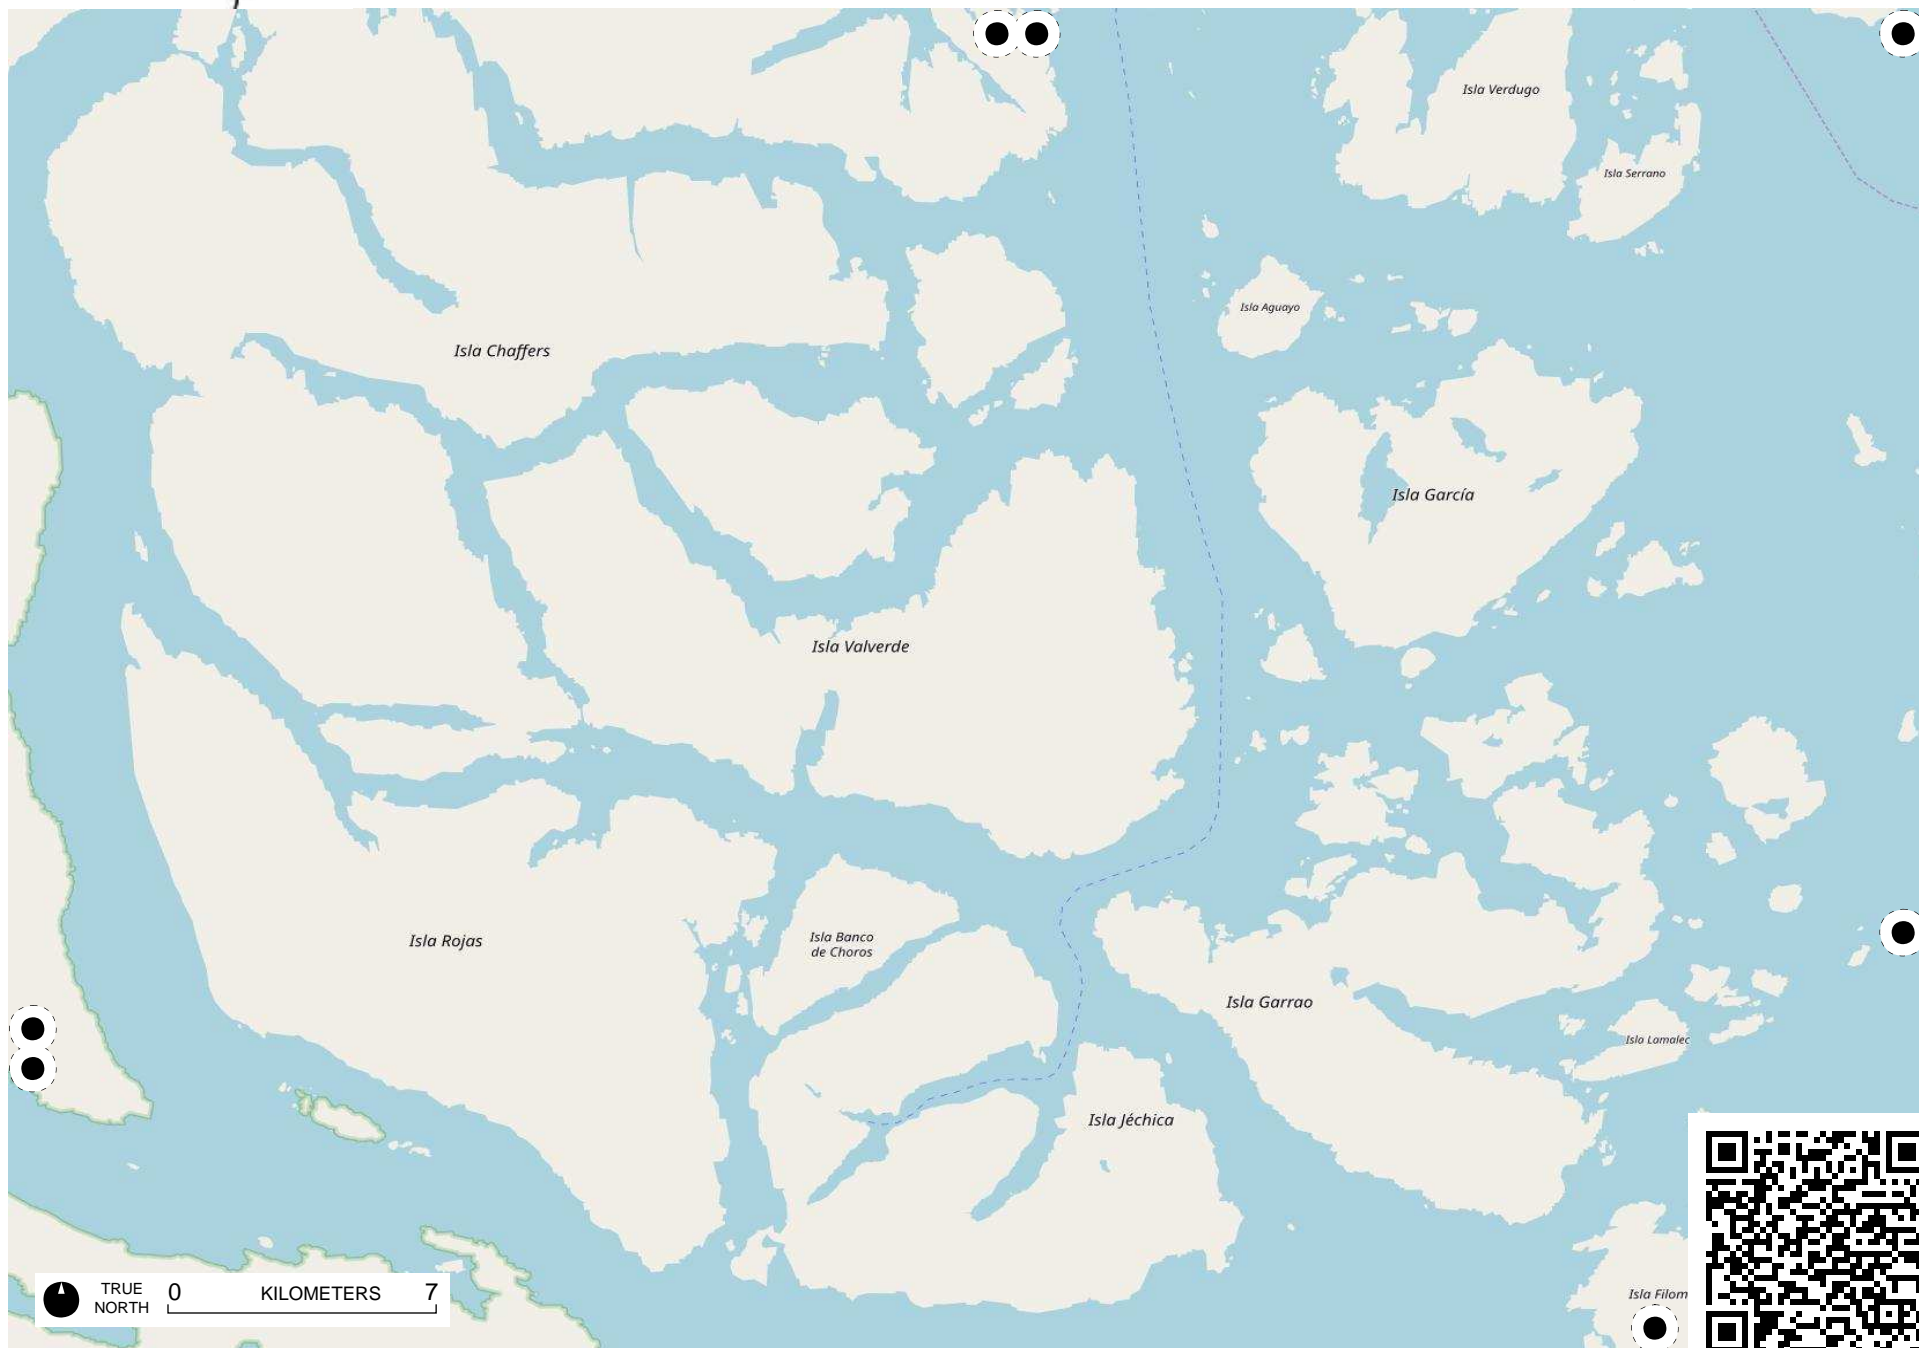 Isla Verdugo
Isla Serrano
Isla Aguayo
Isla Chaffers
Isla García
Isla Valverde
Isla Rojas
Isla Banco
de Choros
Isla Garrao
Isla Lamalec
Isla Jéchica
Isla Filom
TRUE
NORTH
0 KILOMETERS 7